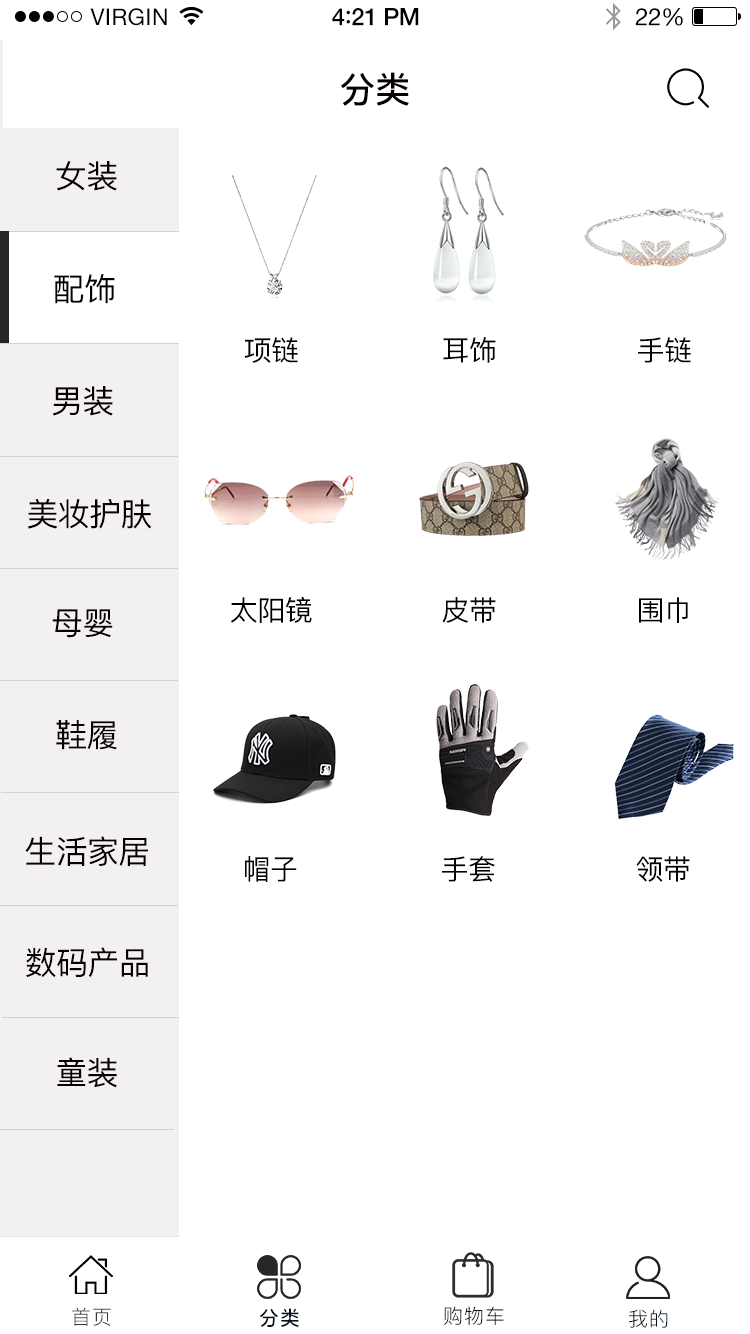 VIRGIN 4:21 PM 22%
分类
女装
配饰
男装
美妆护肤
母婴
鞋履
生活家居
数码产品
童装
项链 耳饰 手链
太阳镜 皮带 围巾
NY
帽子 手套 领带
首页 分类 购物车 我的